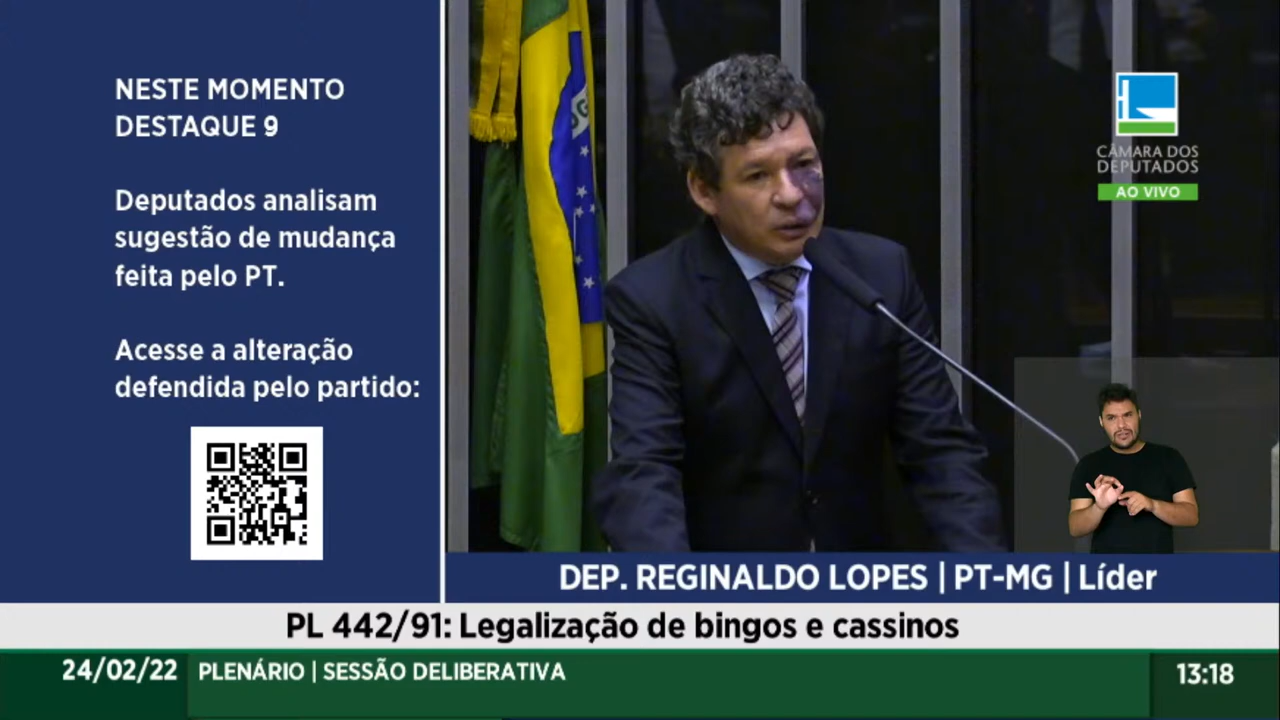 NESTE MOMENTO
DESTAQUE 9
Deputados analisam
sugestão de mudança
feita pelo PT.
Acesse a alteração
defendida pelo partido:
CÂMARA DOS
DEPUTADOS
AO VIVO
DEP. REGINALDO LOPES | PT-MG | Líder
PL 442/91: Legalização de bingos e cassinos
24/02/22 PLENÁRIO | SESSÃO DELIBERATIVA 13:18